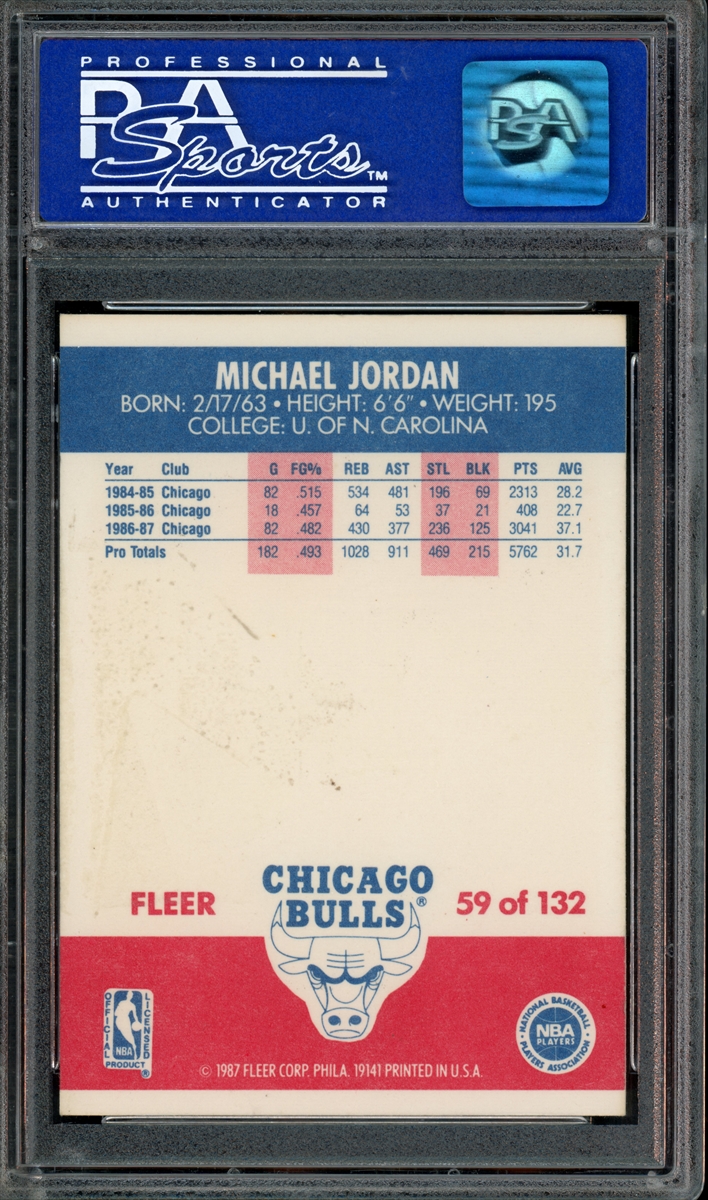 PROFESSIONAL
PSA
Sports™
AUTHENTICATOR
PSA
MICHAEL JORDAN
BORN: 2/17/63 • HEIGHT: 6'6" • WEIGHT: 195
COLLEGE: U. OF N. CAROLINA
Year Club G FG% REB AST STL BLK PTS AVG
1984-85 Chicago 82 .515 534 481 196 69 2313 28.2
1985-86 Chicago 18 .457 64 53 37 21 408 22.7
1986-87 Chicago 82 .482 430 377 236 125 3041 37.1
Pro Totals 182 .493 1028 911 469 215 5762 31.7
CHICAGO
BULLS®
FLEER
59 of 132
OFFICIAL
LICENSED
NBA
PRODUCT®
NATIONAL BASKETBALL
NBA
PLAYERS
PLAYERS ASSOCIATION
© 1987 FLEER CORP. PHILA. 19141 PRINTED IN U.S.A.